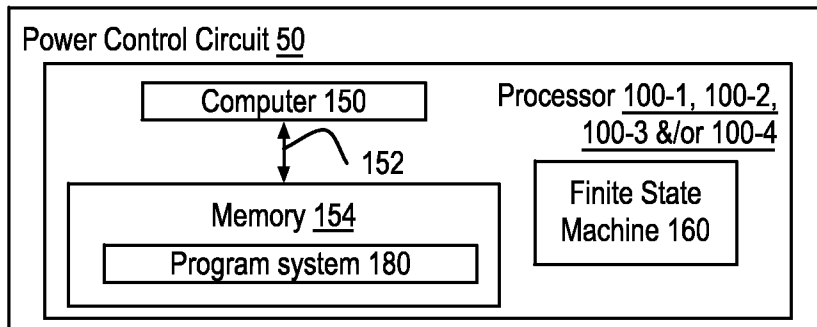 Power Control Circuit 50
Computer 150
Processor 100-1, 100-2,
100-3 &/or 100-4
152
Memory 154
Program system 180
Finite State
Machine 160